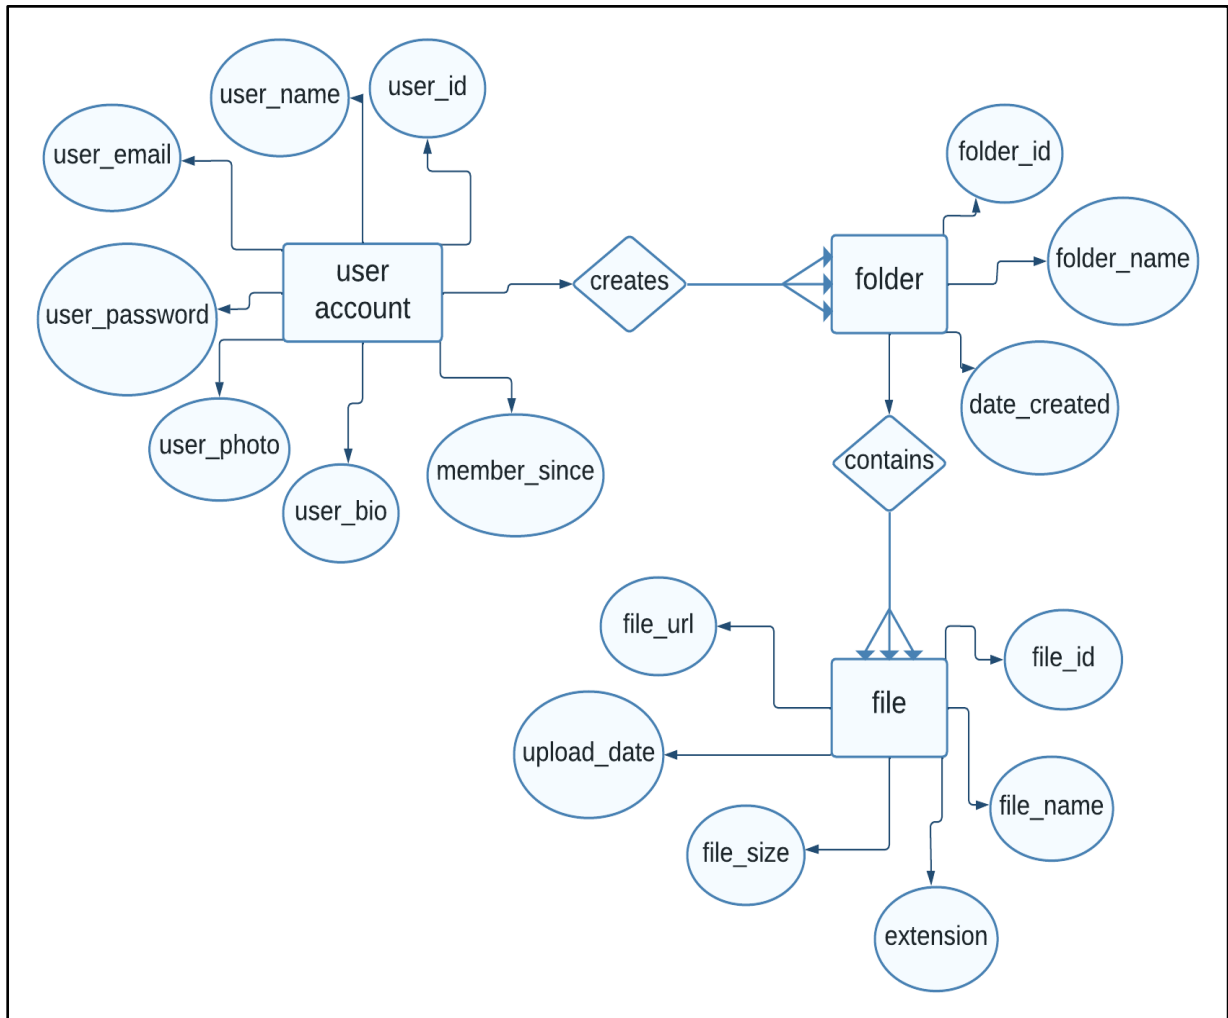 user_name
user_id
user_email
folder_id
folder_name
user
account
creates
folder
user_password
date_created
user_photo
member_since
contains
user_bio
file_url
file_id
file
upload_date
file_name
file_size
extension